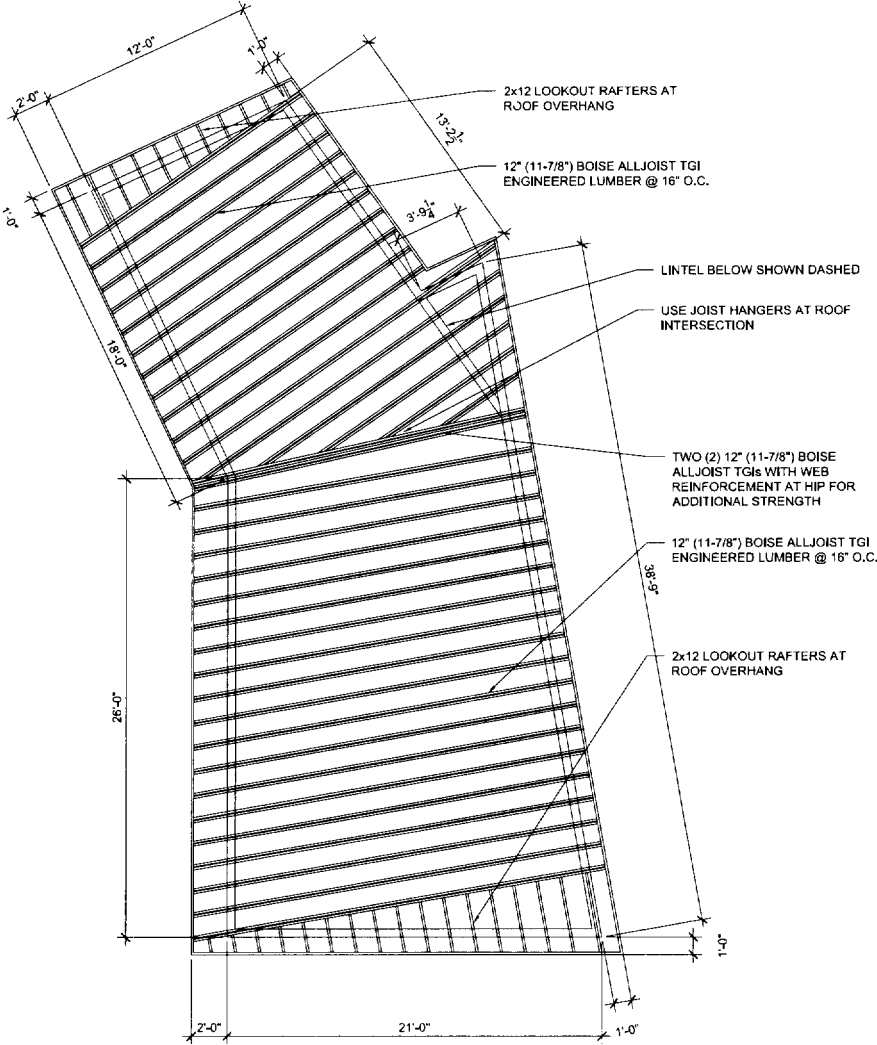 12'-0"
1'-0"
2'-0"
2x12 LOOKOUT RAFTERS AT
ROOF OVERHANG
13'-2 1/2"
12" (11-7/8") BOISE ALLJOIST TGI
ENGINEERED LUMBER @ 16" O.C.
1'-0"
3'-9 1/4"
LINTEL BELOW SHOWN DASHED
USE JOIST HANGERS AT ROOF
INTERSECTION
18'-0"
TWO (2) 12" (11-7/8") BOISE
ALLJOIST TGIs WITH WEB
REINFORCEMENT AT HIP FOR
ADDITIONAL STRENGTH
12" (11-7/8") BOISE ALLJOIST TGI
ENGINEERED LUMBER @ 16" O.C.
38'-9"
2x12 LOOKOUT RAFTERS AT
ROOF OVERHANG
26'-0"
1'-0"
2'-0"
21'-0"
1'-0"